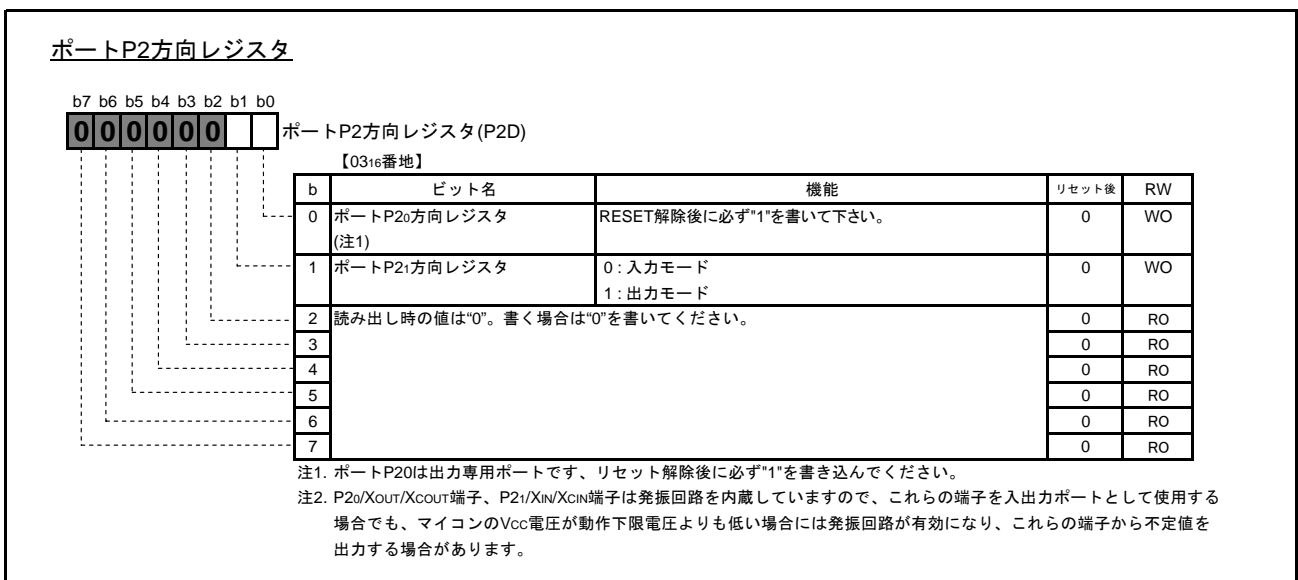 ポートP2方向レジスタ
b7 b6 b5 b4 b3 b2 b1 b0
0 0 0 0 0 0 ポートP2方向レジスタ(P2D)
【0316番地】
b ビット名 機能 リセット後 RW
0 ポートP20方向レジスタ RESET解除後に必ず"1"を書いて下さい。 0 WO
(注1)
1 ポートP21方向レジスタ 0 : 入力モード 0 WO
1 : 出力モード
2 読み出し時の値は“0”。書く場合は“0”を書いてください。 0 RO
3 0 RO
4 0 RO
5 0 RO
6 0 RO
7 0 RO
注1. ポートP20は出力専用ポートです、リセット解除後に必ず"1"を書き込んでください。
注2. P20/XOUT/XCOUT端子、P21/XIN/XCIN端子は発振回路を内蔵していますので、これらの端子を入出力ポートとして使用する
場合でも、マイコンのVCC電圧が動作下限電圧よりも低い場合には発振回路が有効になり、これらの端子から不定値を
出力する場合があります。